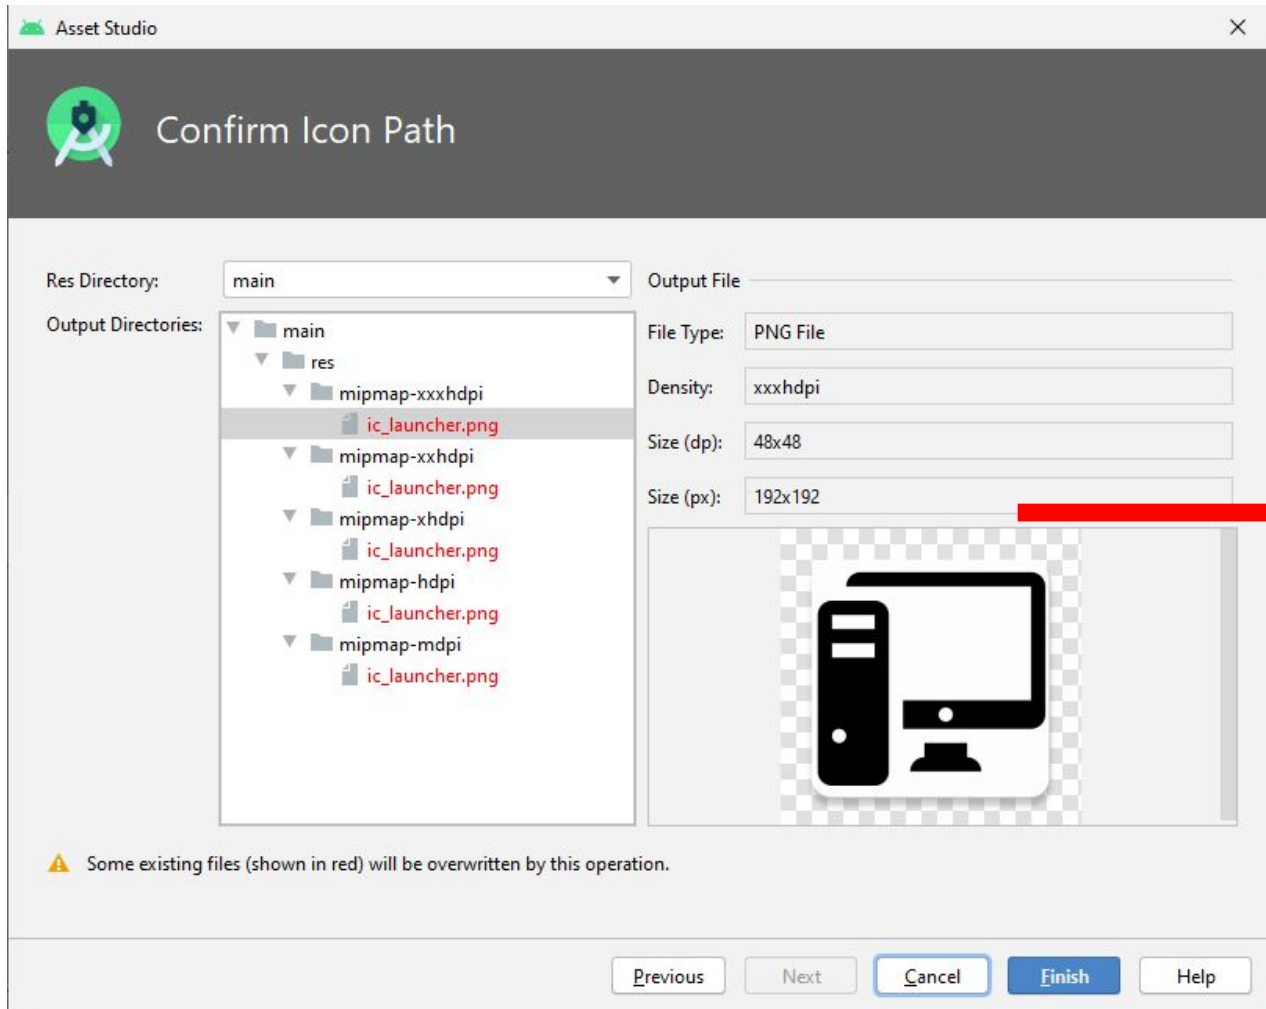 Asset Studio
Confirm Icon Path
Res Directory:
main
Output Directories:
main
res
mipmap-xxxhdpi
ic_launcher.png
mipmap-xxhdpi
ic_launcher.png
mipmap-xhdpi
ic_launcher.png
mipmap-hdpi
ic_launcher.png
mipmap-mdpi
ic_launcher.png
Output File
File Type:
PNG File
Density:
xxxhdpi
Size (dp):
48x48
Size (px):
192x192
Some existing files (shown in red) will be overwritten by this operation.
Previous
Next
Cancel
Finish
Help